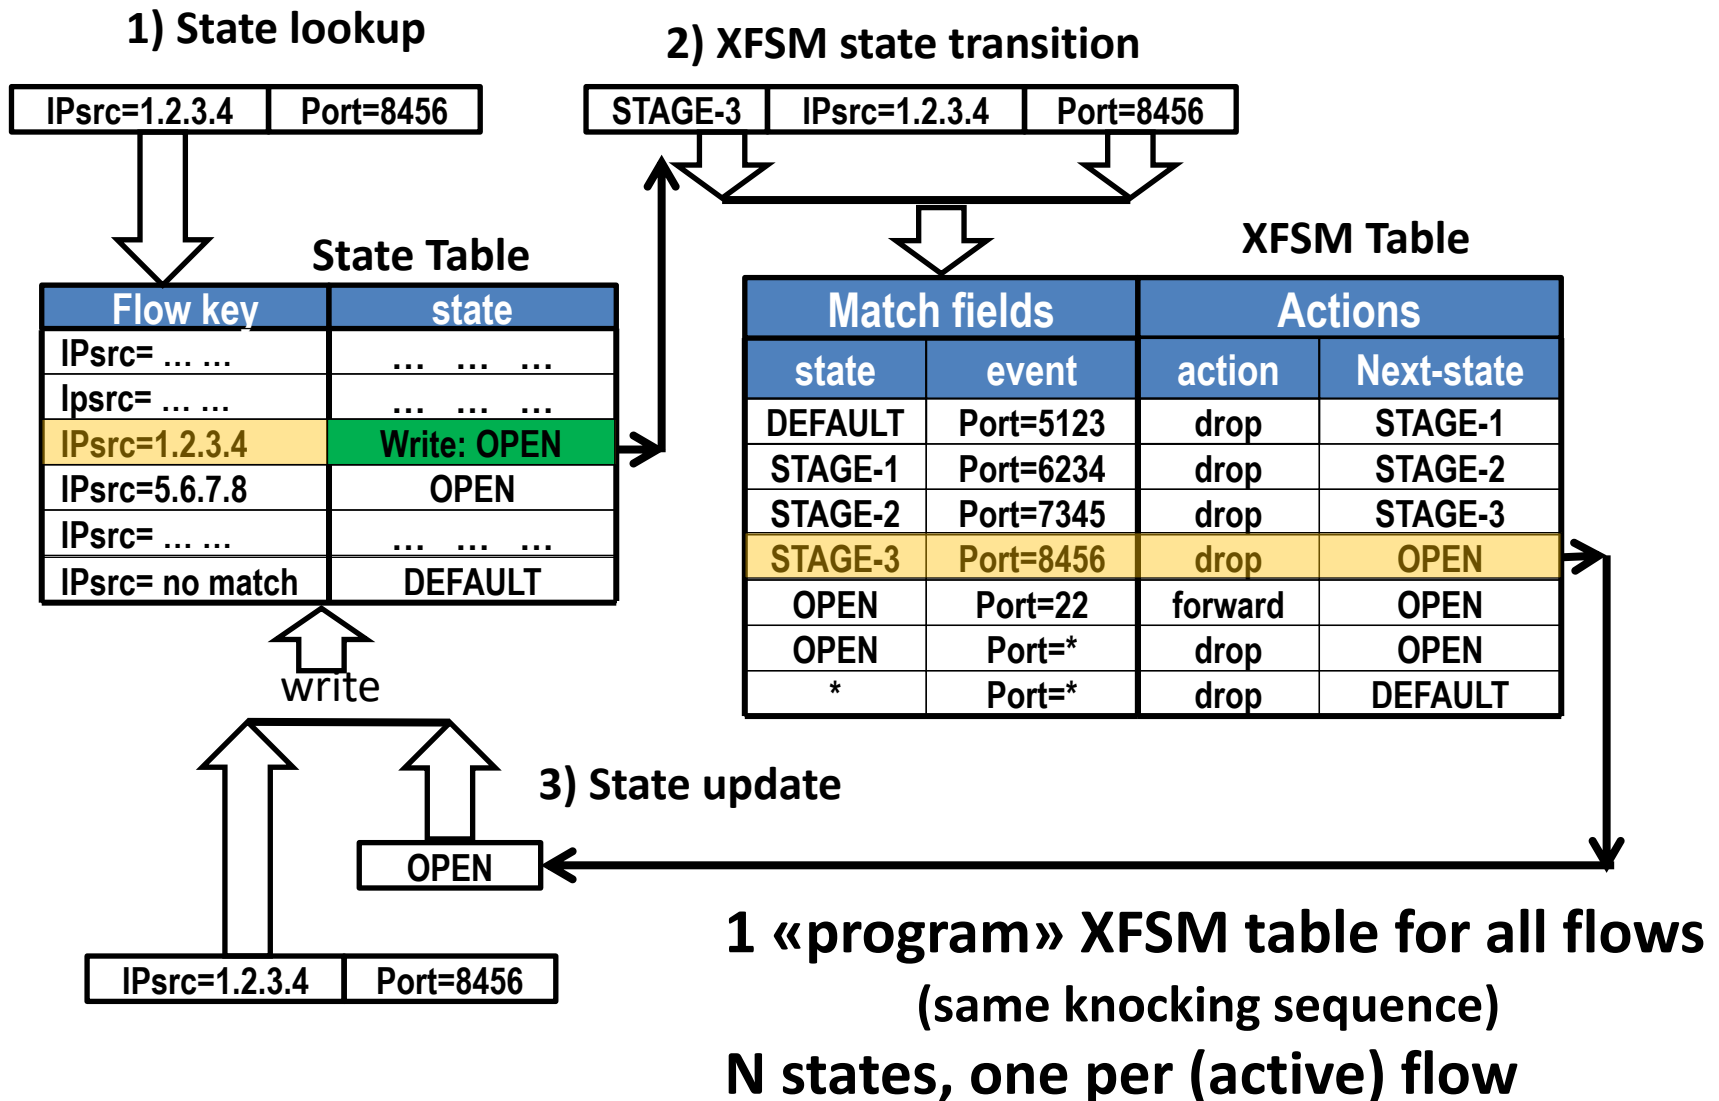 1) State lookup
2) XFSM state transition
IPsrc=1.2.3.4 Port=8456
STAGE-3 IPsrc=1.2.3.4 Port=8456
State Table
Flow key state
IPsrc= ... ... ... ... ...
Ipsrc= ... ... ... ... ...
IPsrc=1.2.3.4 Write: OPEN
IPsrc=5.6.7.8 OPEN
IPsrc= ... ... ... ... ...
IPsrc= no match DEFAULT
XFSM Table
Match fields Actions
state event action Next-state
DEFAULT Port=5123 drop STAGE-1
STAGE-1 Port=6234 drop STAGE-2
STAGE-2 Port=7345 drop STAGE-3
STAGE-3 Port=8456 drop OPEN
OPEN Port=22 forward OPEN
OPEN Port=* drop OPEN
* Port=* drop DEFAULT
write
3) State update
OPEN
IPsrc=1.2.3.4 Port=8456
1 «program» XFSM table for all flows
(same knocking sequence)
N states, one per (active) flow